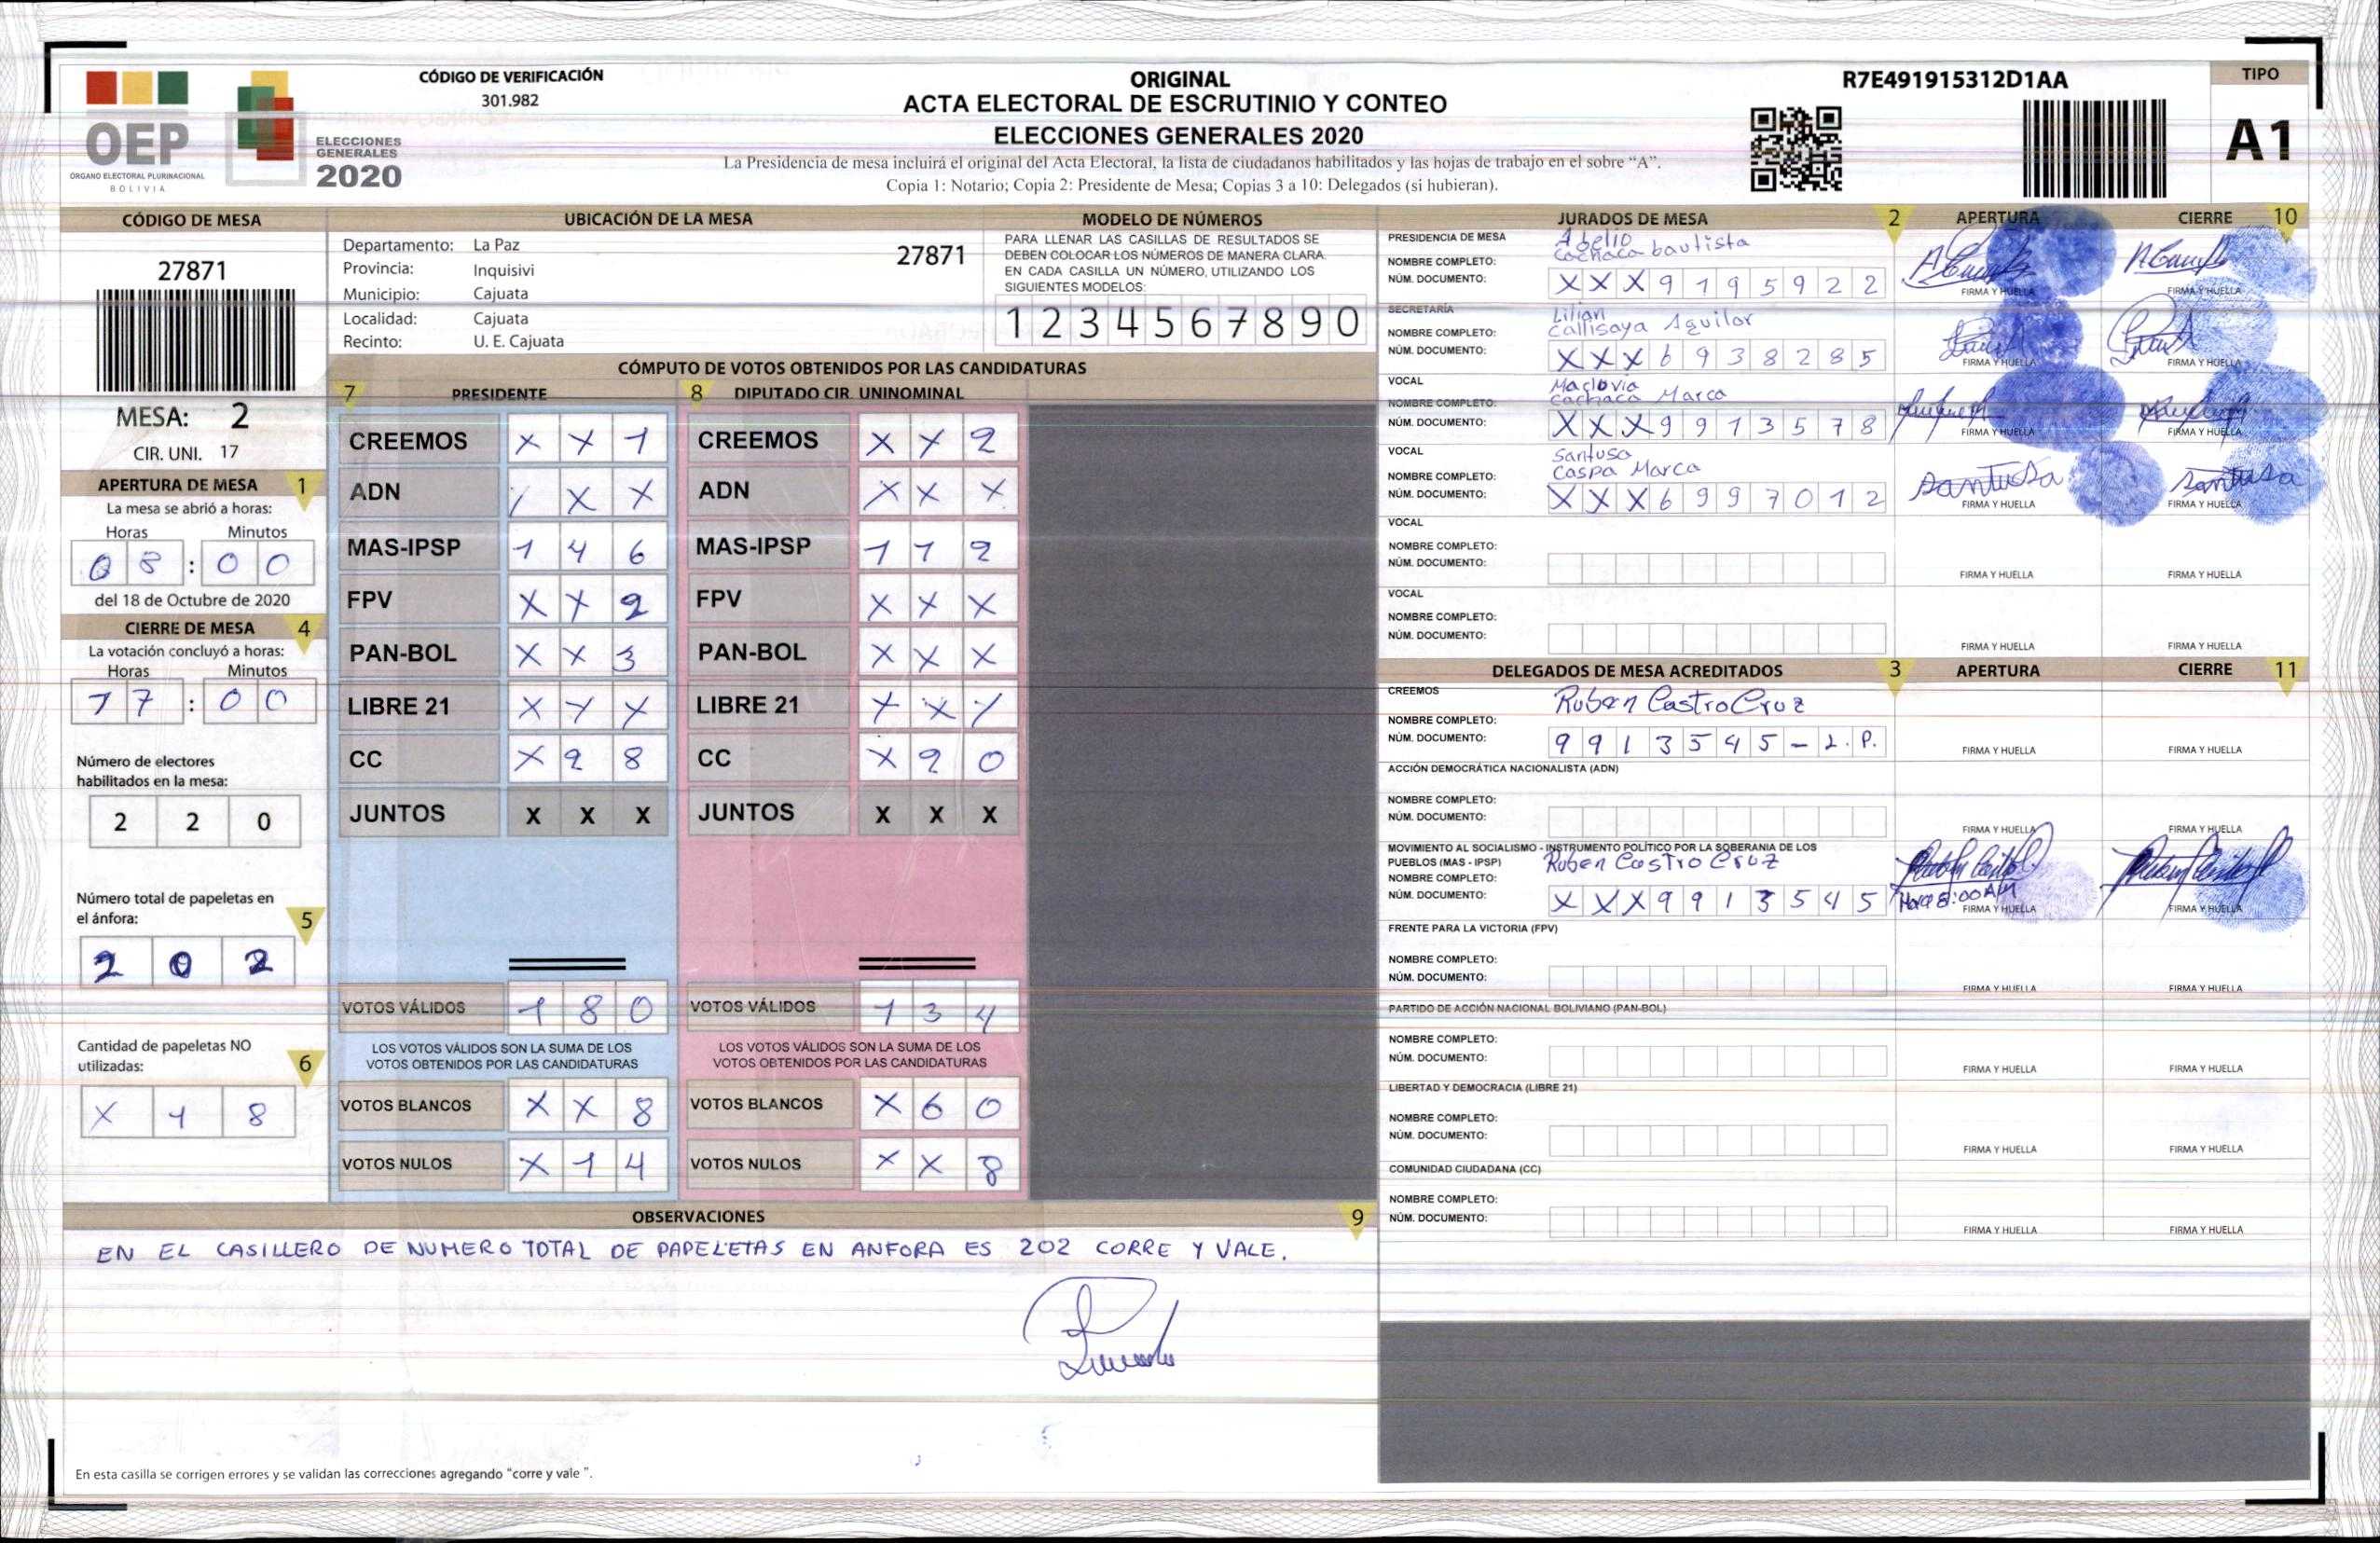 OEP
ÓRGANO ELECTORAL PLURINACIONAL
BOLIVIA
ELECCIONES
GENERALES
2020
CÓDIGO DE VERIFICACIÓN
301.982
ORIGINAL
ACTA ELECTORAL DE ESCRUTINIO Y CONTEO
ELECCIONES GENERALES 2020
La Presidencia de mesa incluirá el original del Acta Electoral, la lista de ciudadanos habilitados y las hojas de trabajo en el sobre “A”.
Copia 1: Notario; Copia 2: Presidente de Mesa; Copias 3 a 10: Delegados (si hubieran).
R7E491915312D1AA
TIPO
A1
CÓDIGO DE MESA
27871
MESA: 2
CIR. UNI. 17
APERTURA DE MESA 1
La mesa se abrió a horas:
Horas Minutos
08:00
del 18 de Octubre de 2020
CIERRE DE MESA 4
La votación concluyó a horas:
Horas Minutos
17:00
Número de electores
habilitados en la mesa:
2 2 0
Número total de papeletas en
el ánfora: 5
2 0 2
Cantidad de papeletas NO
utilizadas: 6
X 1 8
UBICACIÓN DE LA MESA
Departamento: La Paz 27871
Provincia: Inquisivi
Municipio: Cajuata
Localidad: Cajuata
Recinto: U. E. Cajuata
MODELO DE NÚMEROS
PARA LLENAR LAS CASILLAS DE RESULTADOS SE
DEBEN COLOCAR LOS NÚMEROS DE MANERA CLARA.
EN CADA CASILLA UN NÚMERO, UTILIZANDO LOS
SIGUIENTES MODELOS:
1 2 3 4 5 6 7 8 9 0
CÓMPUTO DE VOTOS OBTENIDOS POR LAS CANDIDATURAS
7 PRESIDENTE 8 DIPUTADO CIR. UNINOMINAL
CREEMOS X X 1 CREEMOS X X 2
ADN / X X ADN X X X
MAS-IPSP 1 4 6 MAS-IPSP 1 1 2
FPV X X 2 FPV X X X
PAN-BOL X X 3 PAN-BOL X X X
LIBRE 21 X X X LIBRE 21 X X X
CC X 2 8 CC X 2 0
JUNTOS X X X JUNTOS X X X
VOTOS VÁLIDOS 1 8 0 VOTOS VÁLIDOS 1 3 4
LOS VOTOS VÁLIDOS SON LA SUMA DE LOS LOS VOTOS VÁLIDOS SON LA SUMA DE LOS
VOTOS OBTENIDOS POR LAS CANDIDATURAS VOTOS OBTENIDOS POR LAS CANDIDATURAS
VOTOS BLANCOS X X 8 VOTOS BLANCOS X 6 0
VOTOS NULOS X 1 4 VOTOS NULOS X X 8
OBSERVACIONES 9
EN EL CASILLERO DE NUMERO TOTAL DE PAPELETAS EN ANFORA ES 202 CORRE Y VALE.
En esta casilla se corrigen errores y se validan las correcciones agregando “corre y vale ”.
JURADOS DE MESA 2 APERTURA CIERRE 10
PRESIDENCIA DE MESA Abelio
NOMBRE COMPLETO: Cachaca bautista
NÚM. DOCUMENTO: X X X 9 1 9 5 9 2 2
FIRMA Y HUELLA FIRMA Y HUELLA
SECRETARÍA Lilian
NOMBRE COMPLETO: Callisaya Aguilar
NÚM. DOCUMENTO: X X X 6 9 3 8 2 8 5
FIRMA Y HUELLA FIRMA Y HUELLA
VOCAL Maclovia
NOMBRE COMPLETO: Cachaca Marca
NÚM. DOCUMENTO: X X X 9 9 1 3 5 7 8
FIRMA Y HUELLA FIRMA Y HUELLA
VOCAL Santusa
NOMBRE COMPLETO: Caspa Marca
NÚM. DOCUMENTO: X X X 6 9 9 7 0 1 2
Santusa Santusa
FIRMA Y HUELLA FIRMA Y HUELLA
VOCAL
NOMBRE COMPLETO:
NÚM. DOCUMENTO:
FIRMA Y HUELLA FIRMA Y HUELLA
VOCAL
NOMBRE COMPLETO:
NÚM. DOCUMENTO:
FIRMA Y HUELLA FIRMA Y HUELLA
DELEGADOS DE MESA ACREDITADOS 3 APERTURA CIERRE 11
CREEMOS
NOMBRE COMPLETO: Ruben Castro Cruz
NÚM. DOCUMENTO: 9 9 1 3 5 4 5 - L. P.
FIRMA Y HUELLA FIRMA Y HUELLA
ACCIÓN DEMOCRÁTICA NACIONALISTA (ADN)
NOMBRE COMPLETO:
NÚM. DOCUMENTO:
FIRMA Y HUELLA FIRMA Y HUELLA
MOVIMIENTO AL SOCIALISMO - INSTRUMENTO POLÍTICO POR LA SOBERANIA DE LOS
PUEBLOS (MAS - IPSP) Ruben Castro Cruz
NOMBRE COMPLETO:
NÚM. DOCUMENTO: X X X 9 9 1 3 5 4 5
Hora 8:00 AM
FIRMA Y HUELLA FIRMA Y HUELLA
FRENTE PARA LA VICTORIA (FPV)
NOMBRE COMPLETO:
NÚM. DOCUMENTO:
FIRMA Y HUELLA FIRMA Y HUELLA
PARTIDO DE ACCIÓN NACIONAL BOLIVIANO (PAN-BOL)
NOMBRE COMPLETO:
NÚM. DOCUMENTO:
FIRMA Y HUELLA FIRMA Y HUELLA
LIBERTAD Y DEMOCRACIA (LIBRE 21)
NOMBRE COMPLETO:
NÚM. DOCUMENTO:
FIRMA Y HUELLA FIRMA Y HUELLA
COMUNIDAD CIUDADANA (CC)
NOMBRE COMPLETO:
NÚM. DOCUMENTO:
FIRMA Y HUELLA FIRMA Y HUELLA